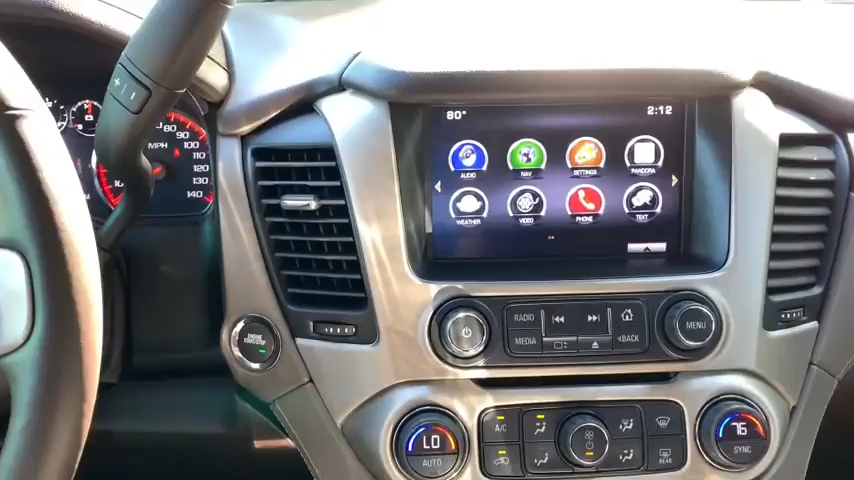 80°
2:12
AUDIO
NAV
SETTINGS
PANDORA
WEATHER
VIDEO
PHONE
TEXT
80
90
100
110
120
130
140
MPH
+
-
ENGINE
START/STOP
RADIO
MEDIA
BACK
MENU
LO
AUTO
A/C
REAR
76
SYNC